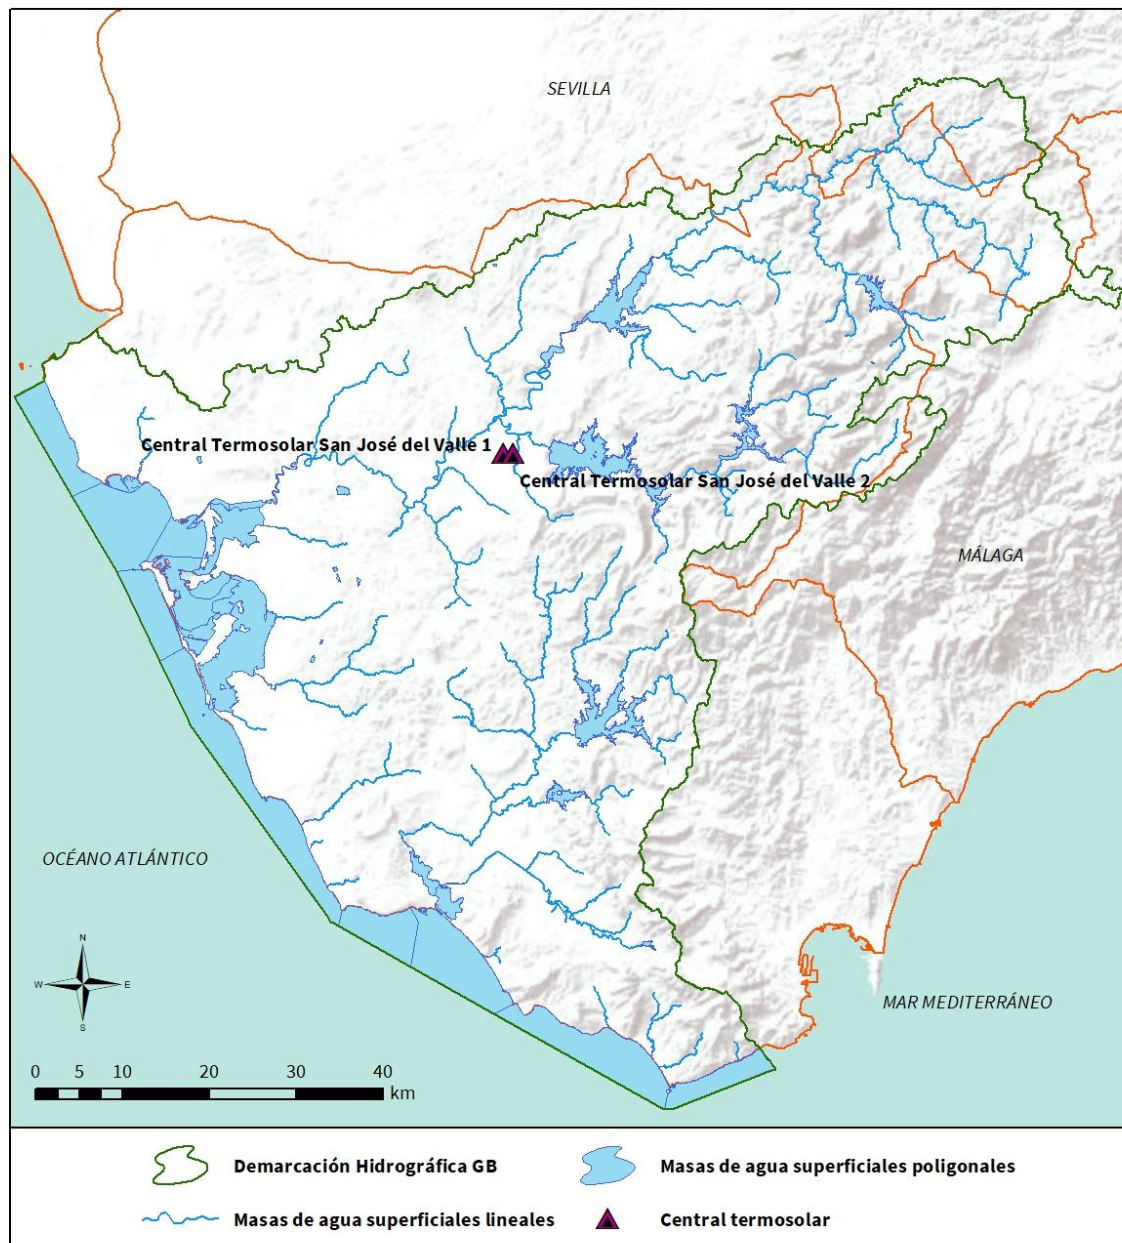 SEVILLA
Central Termosolar San José del Valle 1
Central Termosolar San José del Valle 2
MÁLAGA
OCÉANO ATLÁNTICO
N
W E
S
MAR MEDITERRÁNEO
0 5 10 20 30 40
km
Demarcación Hidrográfica GB
Masas de agua superficiales poligonales
Masas de agua superficiales lineales
Central termosolar